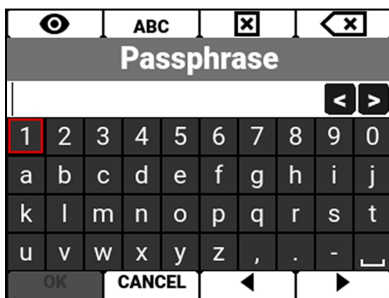 ABC
Passphrase
< >
1 2 3 4 5 6 7 8 9 0
a b c d e f g h i j
k l m n o p q r s t
u v w x y z , . -
OK CANCEL